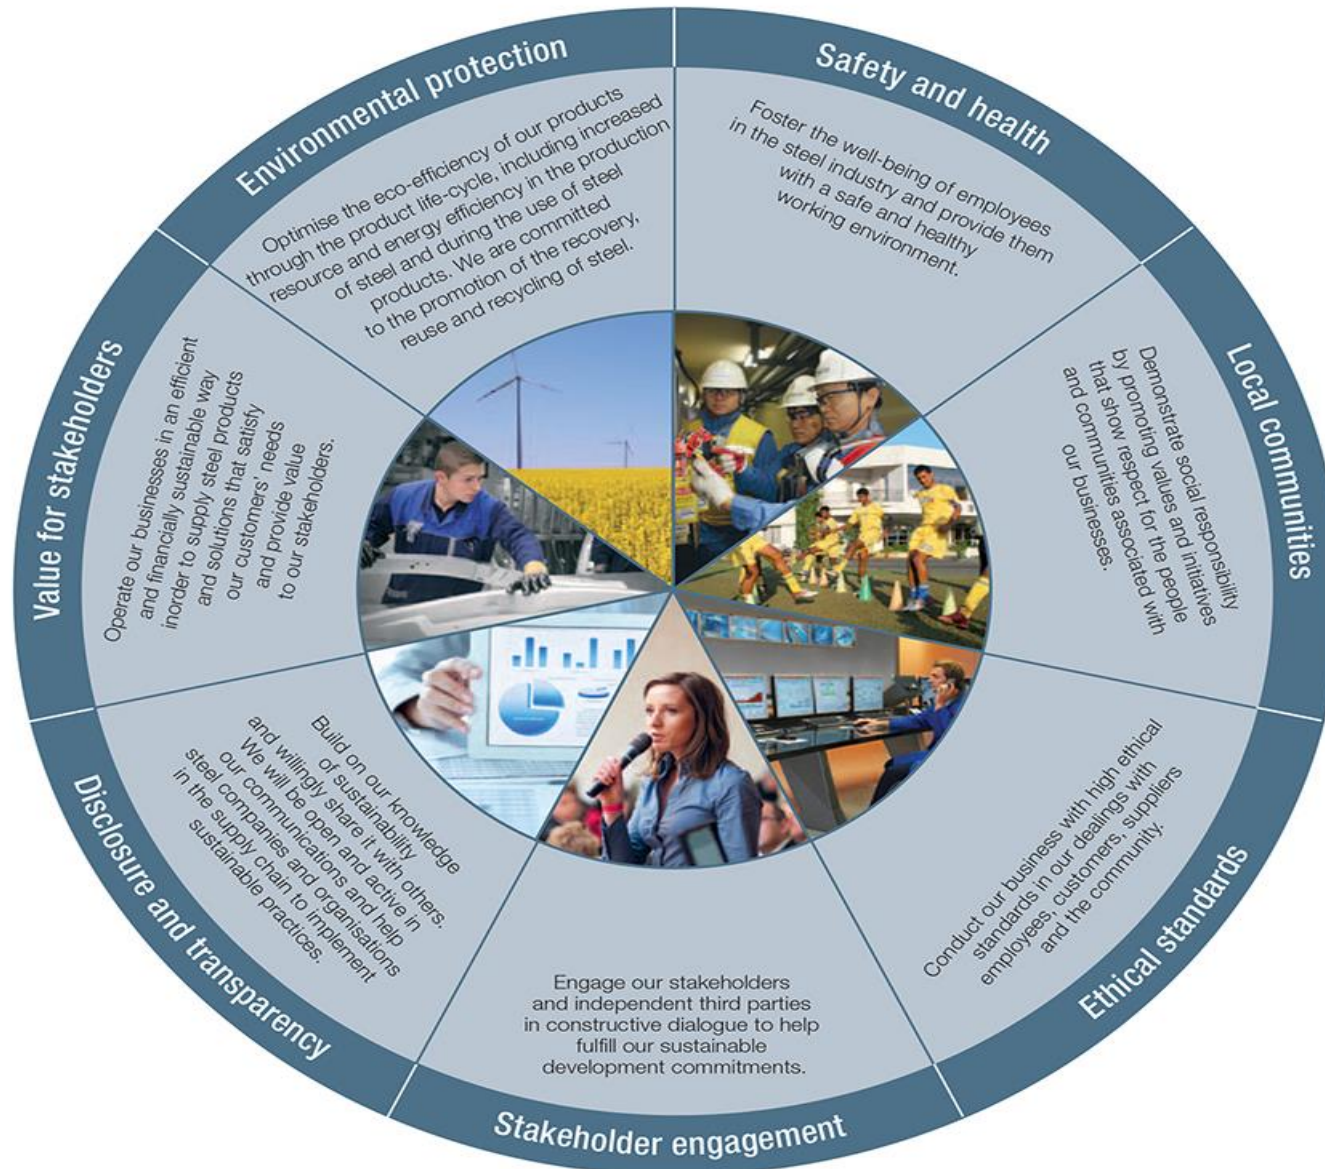 Safety and health
Foster the well-being of employees
in the steel industry and provide them
with a safe and healthy
working environment.
Local communities
Demonstrate social responsibility
by promoting values and initiatives
that show respect for the people
and communities associated with
our businesses.
Ethical standards
Conduct our business with high ethical
standards in our dealings with
employees, customers, suppliers
and the community.
Stakeholder engagement
Engage our stakeholders
and independent third parties
in constructive dialogue to help
fulfill our sustainable
development commitments.
Disclosure and transparency
Build on our knowledge
of sustainability
and willingly share it with others.
We will be open and active in
our communications and help
steel companies and organisations
in the supply chain to implement
sustainable practices.
Value for stakeholders
Operate our businesses in an efficient
and financially sustainable way
inorder to supply steel products
and solutions that satisfy
our customers' needs
and provide value
to our stakeholders.
Environmental protection
Optimise the eco-efficiency of our products
through the product life-cycle, including increased
resource and energy efficiency in the production
of steel and during the use of steel
products. We are committed
to the promotion of the recovery,
reuse and recycling of steel.